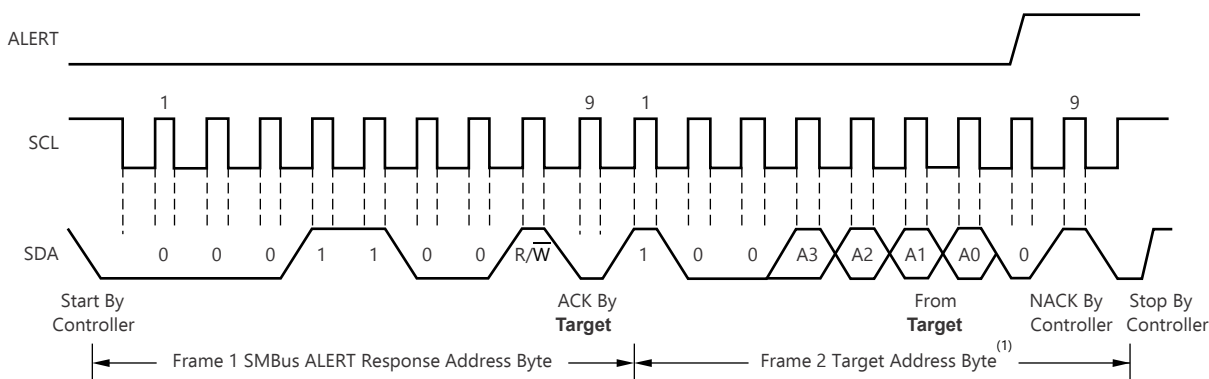 ALERT
1 9 1 9
SCL
SDA 0 0 0 1 1 0 0 R/W̅ 1 0 0 A3 A2 A1 A0 0
Start By
Controller
ACK By
Target
From
Target
NACK By
Controller
Stop By
Controller
Frame 1 SMBus ALERT Response Address Byte
Frame 2 Target Address Byte(1)